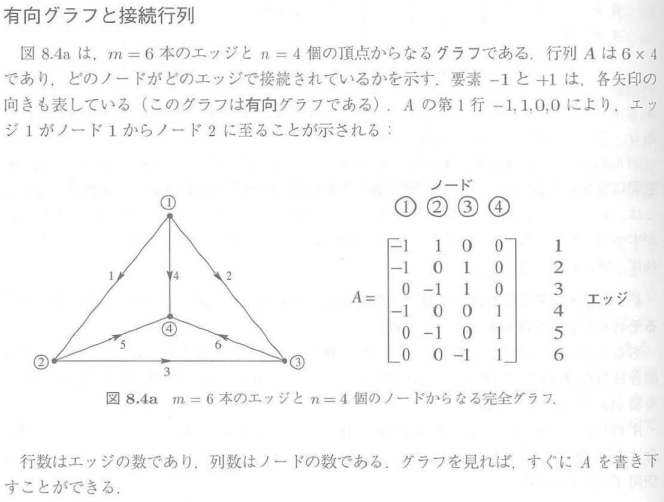 有向グラフと接続行列
図 8.4a は, m = 6 本のエッジと n = 4 個の頂点からなるグラフである. 行列 A は 6 × 4
であり, どのノードがどのエッジで接続されているかを示す. 要素 −1 と +1 は, 各矢印の
向きも表している (このグラフは有向グラフである). A の第 1 行 −1,1,0,0 により, エッ
ジ 1 がノード 1 からノード 2 に至ることが示される:
ノード
① ② ③ ④
①
1 4 2
④
5 6
② ③
3
A =
−1 1 0 0 1
−1 0 1 0 2
0 −1 1 0 3
−1 0 0 1 4
0 −1 0 1 5
0 0 −1 1 6
エッジ
図 8.4a m = 6 本のエッジと n = 4 個のノードからなる完全グラフ.
行数はエッジの数であり, 列数はノードの数である. グラフを見れば, すぐに A を書き下
すことができる.